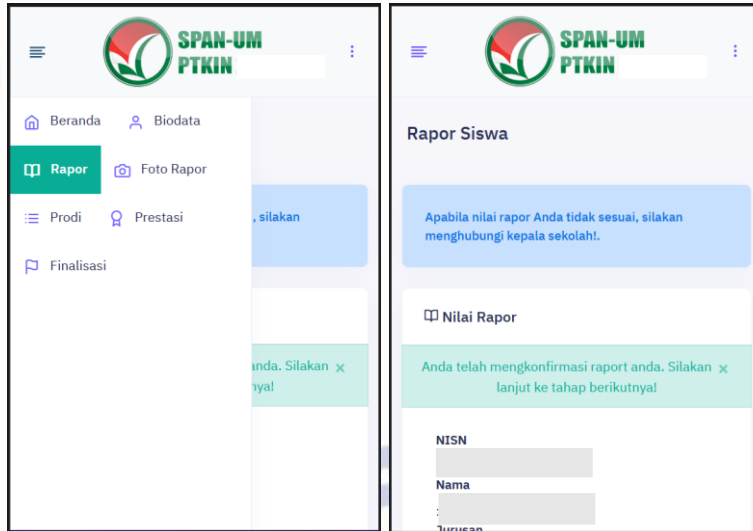 SPAN-UM
PTKIN
Beranda
Biodata
Rapor
Foto Rapor
Prodi
Prestasi
Finalisasi
, silakan
anda. Silakan ×
nya!
SPAN-UM
PTKIN
Rapor Siswa
Apabila nilai rapor Anda tidak sesuai, silakan
menghubungi kepala sekolah!.
Nilai Rapor
Anda telah mengkonfirmasi raport anda. Silakan ×
lanjut ke tahap berikutnya!
NISN
Nama
:
Jurusan